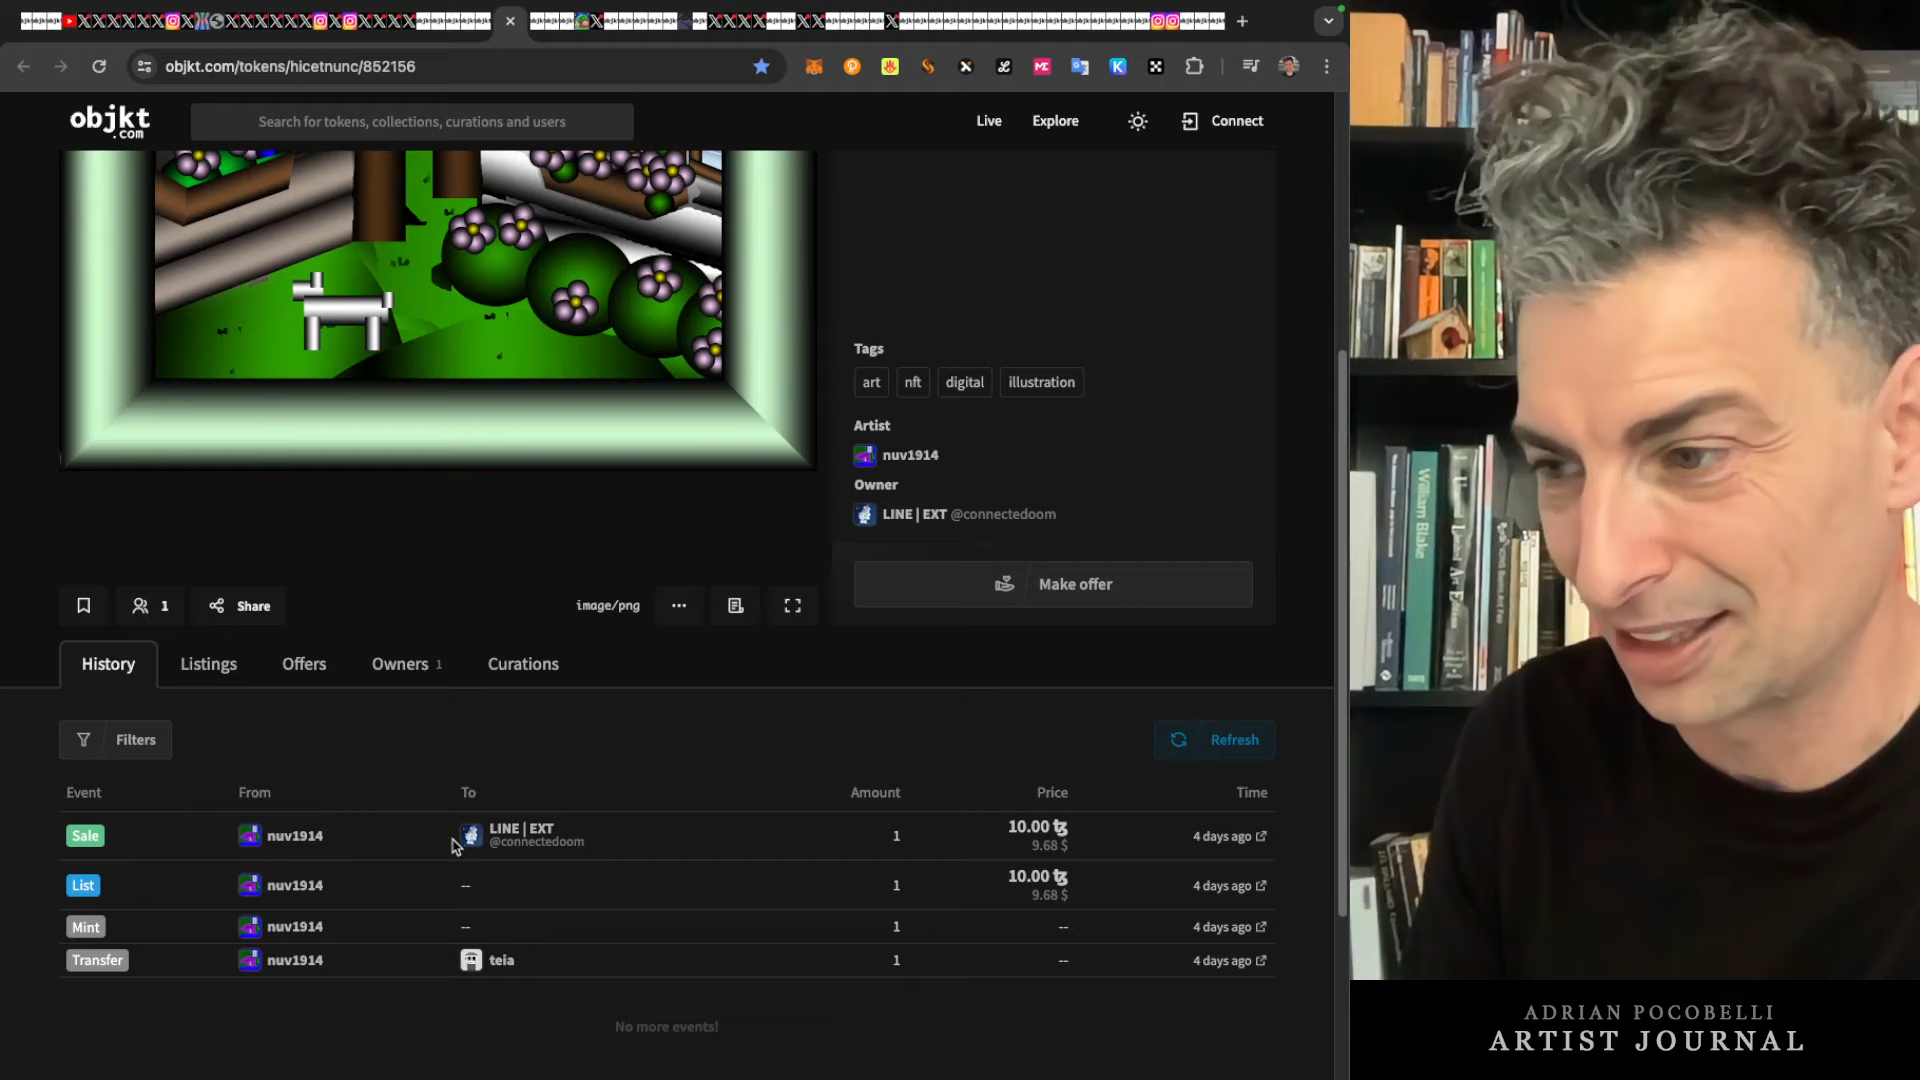 objkt.com/tokens/hicetnunc/852156
objkt
.com
Search for tokens, collections, curations and users
Live
Explore
Connect
Tags
art
nft
digital
illustration
Artist
nuv1914
Owner
LINE | EXT @connectedoom
Make offer
1
Share
image/png
History
Listings
Offers
Owners 1
Curations
Filters
Refresh
Event From To Amount Price Time
Sale nuv1914 LINE | EXT @connectedoom 1 10.00 ꜩ 9.68 $ 4 days ago
List nuv1914 -- 1 10.00 ꜩ 9.68 $ 4 days ago
Mint nuv1914 -- 1 -- 4 days ago
Transfer nuv1914 teia 1 -- 4 days ago
No more events!
William Blake
ADRIAN POCOBELLI
ARTIST JOURNAL